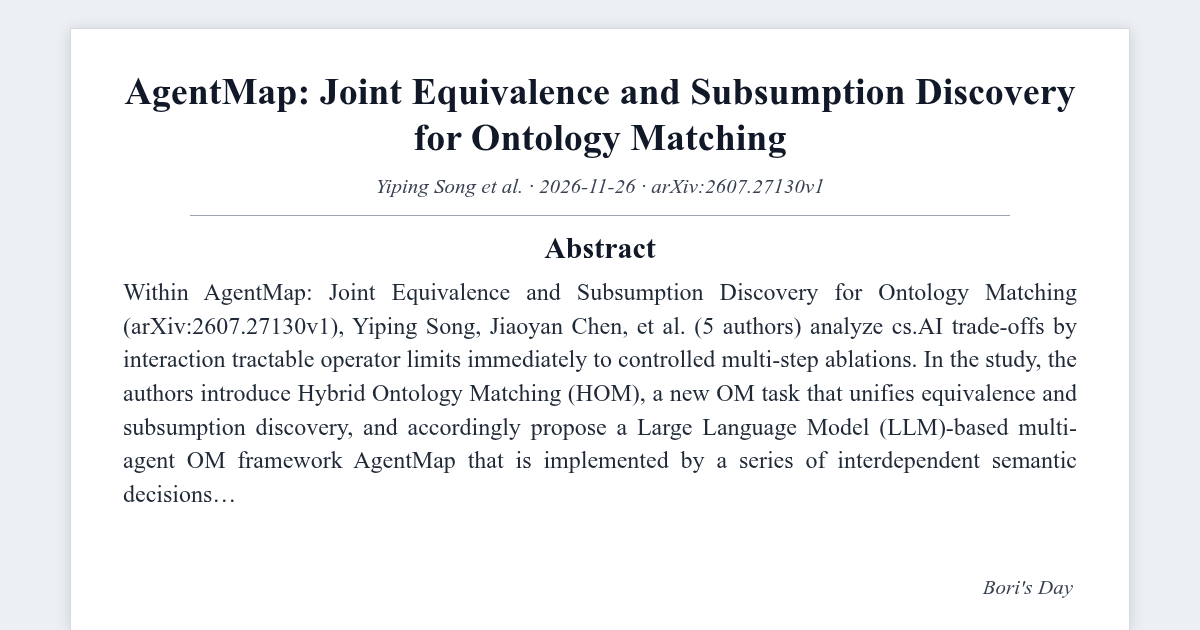 AgentMap: Joint Equivalence and Subsumption Discovery
for Ontology Matching
Yiping Song et al. · 2026-11-26 · arXiv:2607.27130v1
Abstract
Within AgentMap: Joint Equivalence and Subsumption Discovery for Ontology Matching
(arXiv:2607.27130v1), Yiping Song, Jiaoyan Chen, et al. (5 authors) analyze cs.AI trade-offs by
interaction tractable operator limits immediately to controlled multi-step ablations. In the study, the
authors introduce Hybrid Ontology Matching (HOM), a new OM task that unifies equivalence and
subsumption discovery, and accordingly propose a Large Language Model (LLM)-based multi-
agent OM framework AgentMap that is implemented by a series of interdependent semantic
decisions…
Bori's Day